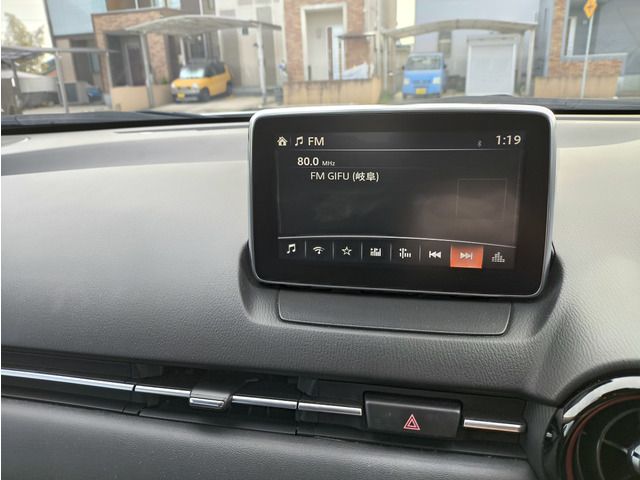 FM
1:19
80.0 MHz
FM GIFU (岐阜)